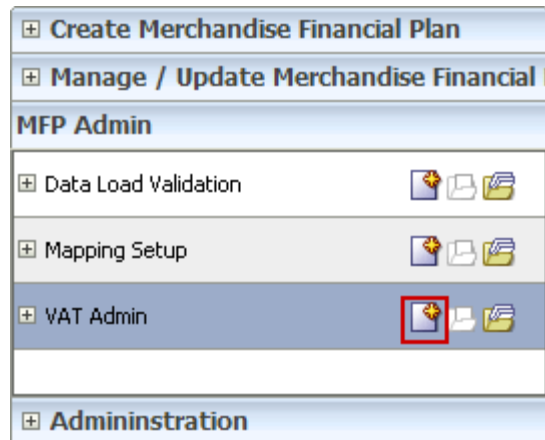 Create Merchandise Financial Plan
Manage / Update Merchandise Financial
MFP Admin
Data Load Validation
Mapping Setup
VAT Admin
Admininstration